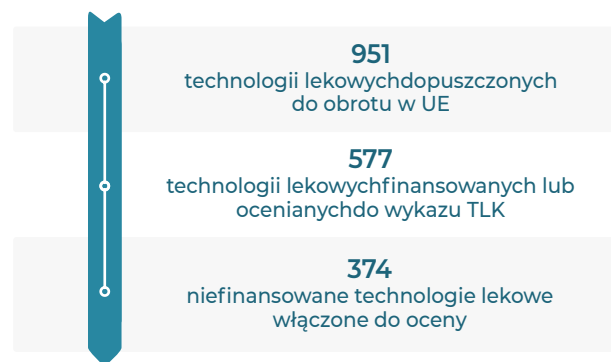 951
technologii lekowychdopuszczonych
do obrotu w UE
577
technologii lekowychfinansowanych lub
ocenianychdo wykazu TLK
374
niefinansowane technologie lekowe
włączone do oceny